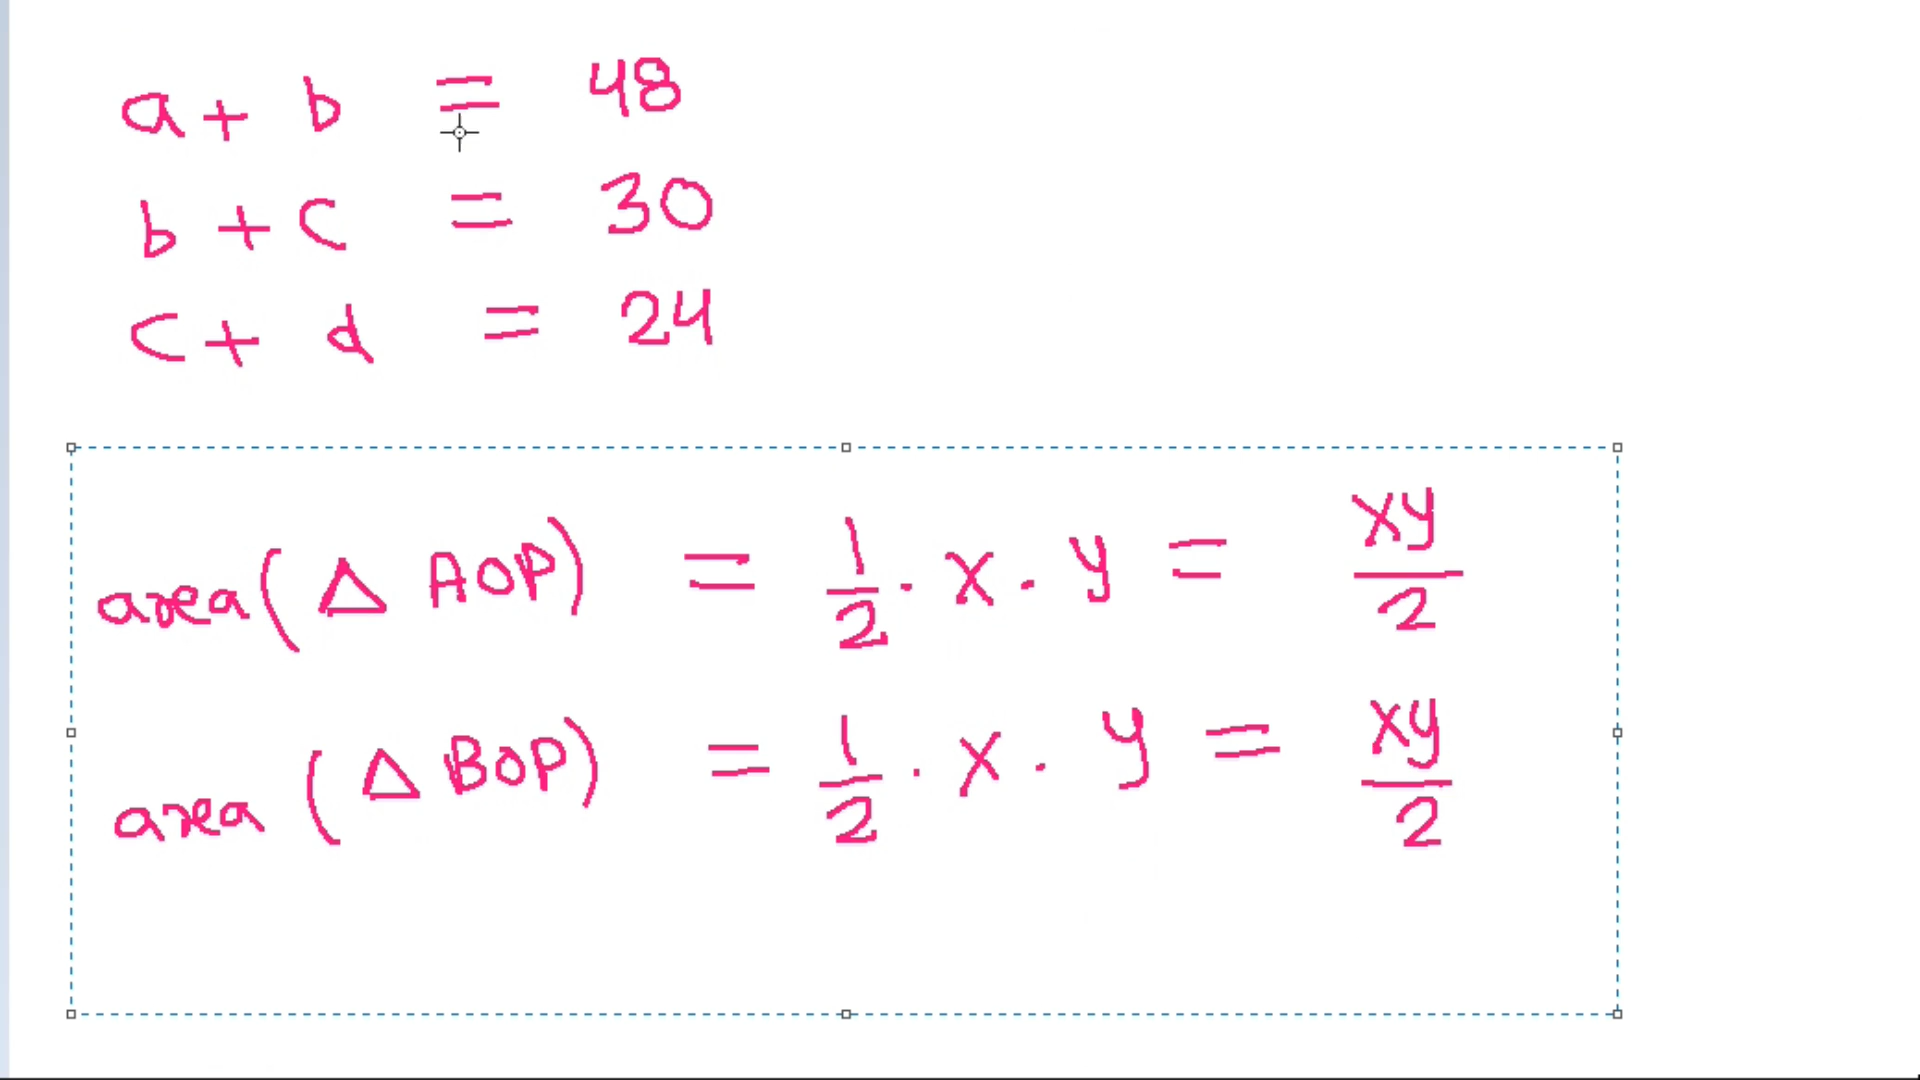 a + b = 48
b + c = 30
c + d = 24
area (Δ AOP) = 1/2 · x · y = xy/2
area (Δ BOP) = 1/2 · x · y = xy/2